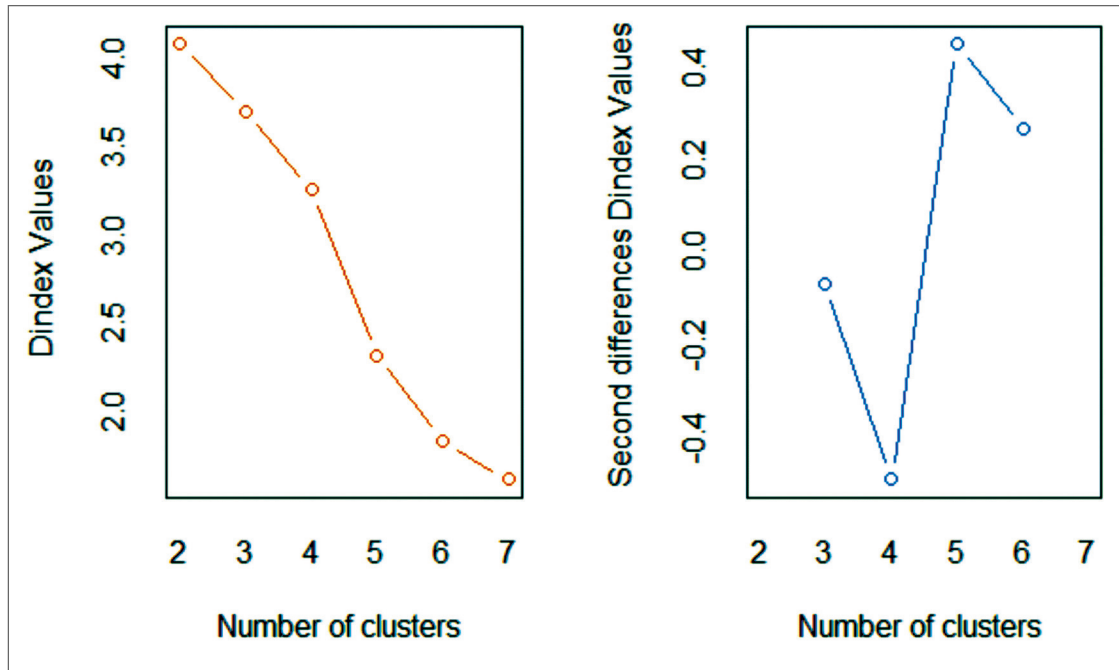 Dindex Values
4.0
3.5
3.0
2.5
2.0
2 3 4 5 6 7
Number of clusters
Second differences Dindex Values
0.4
0.2
0.0
-0.2
-0.4
2 3 4 5 6 7
Number of clusters